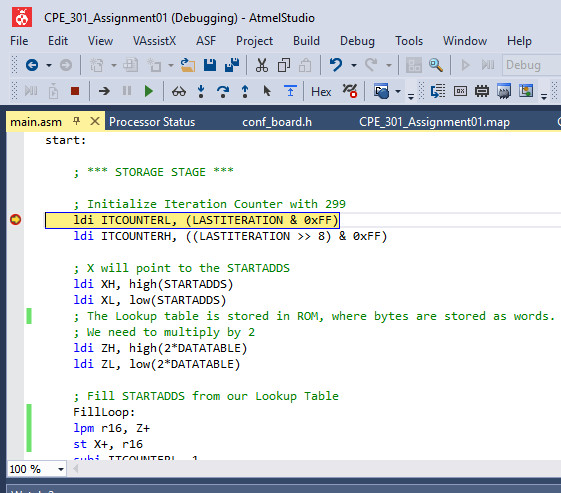 CPE_301_Assignment01 (Debugging) - AtmelStudio
File Edit View VAssistX ASF Project Build Debug Tools Window Help
Debug
Hex
main.asm Processor Status conf_board.h CPE_301_Assignment01.map
start:
; *** STORAGE STAGE ***
; Initialize Iteration Counter with 299
ldi ITCOUNTERL, (LASTITERATION & 0xFF)
ldi ITCOUNTERH, ((LASTITERATION >> 8) & 0xFF)
; X will point to the STARTADDS
ldi XH, high(STARTADDS)
ldi XL, low(STARTADDS)
; The Lookup table is stored in ROM, where bytes are stored as words.
; We need to multiply by 2
ldi ZH, high(2*DATATABLE)
ldi ZL, low(2*DATATABLE)
; Fill STARTADDS from our Lookup Table
FillLoop:
lpm r16, Z+
st X+, r16
subi ITCOUNTERL, 1
100 %